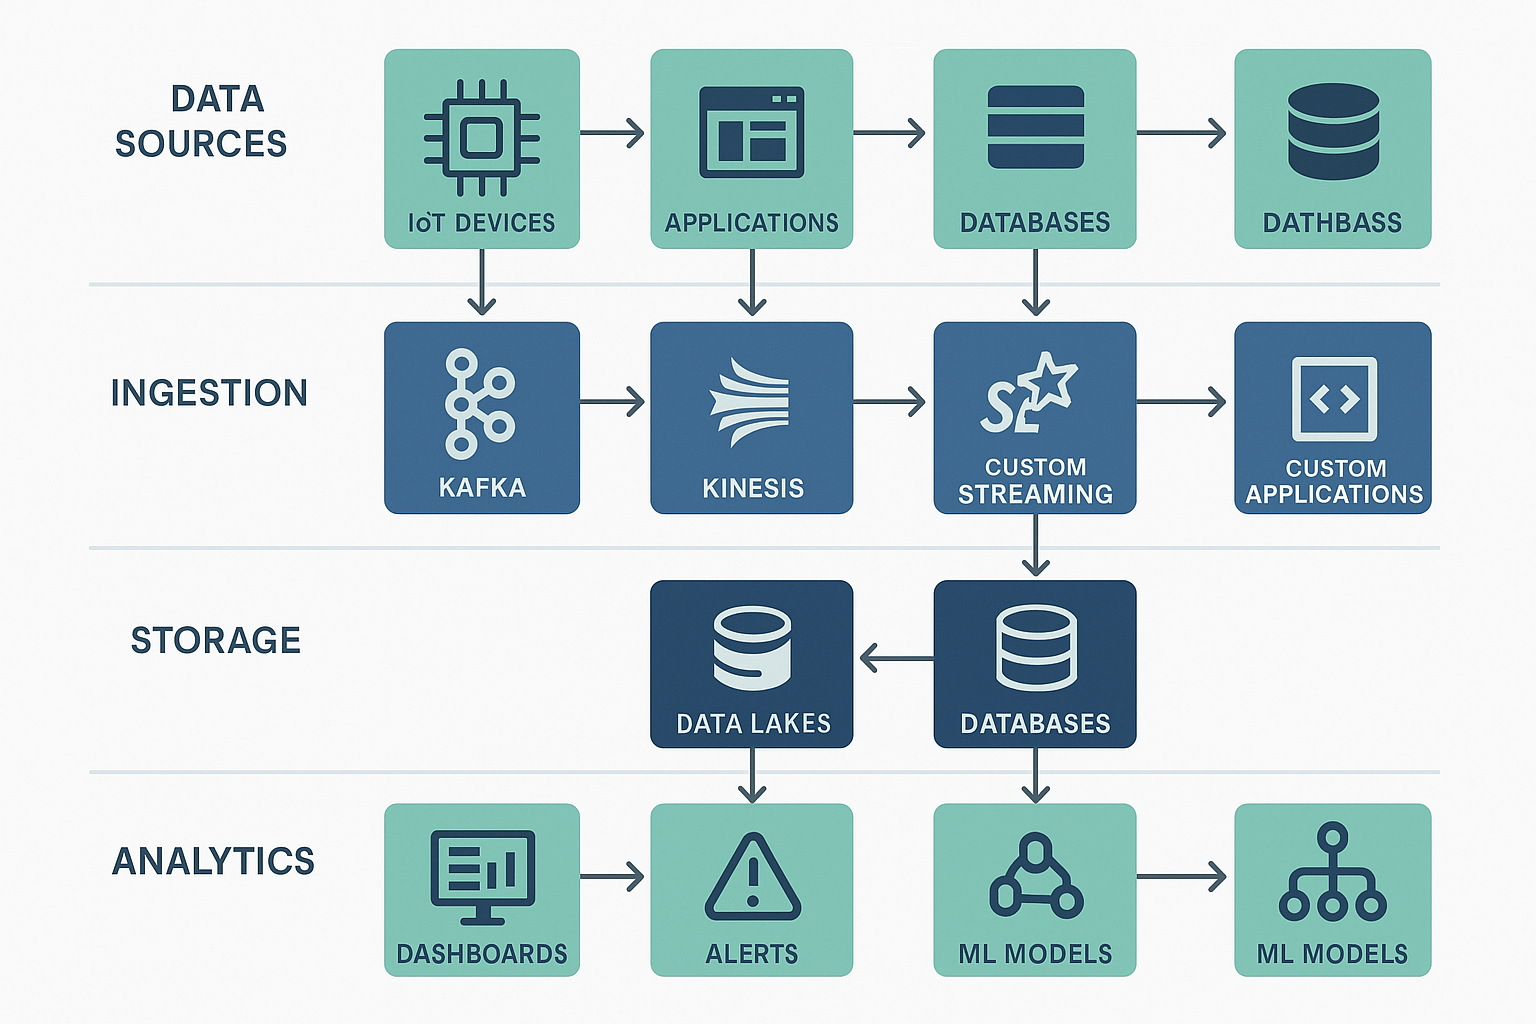 DATA
SOURCES
IoT DEVICES
APPLICATIONS
DATABASES
DATHBASS
INGESTION
KAFKA
KINESIS
CUSTOM
STREAMING
CUSTOM
APPLICATIONS
STORAGE
DATA LAKES
DATABASES
ANALYTICS
DASHBOARDS
ALERTS
ML MODELS
ML MODELS